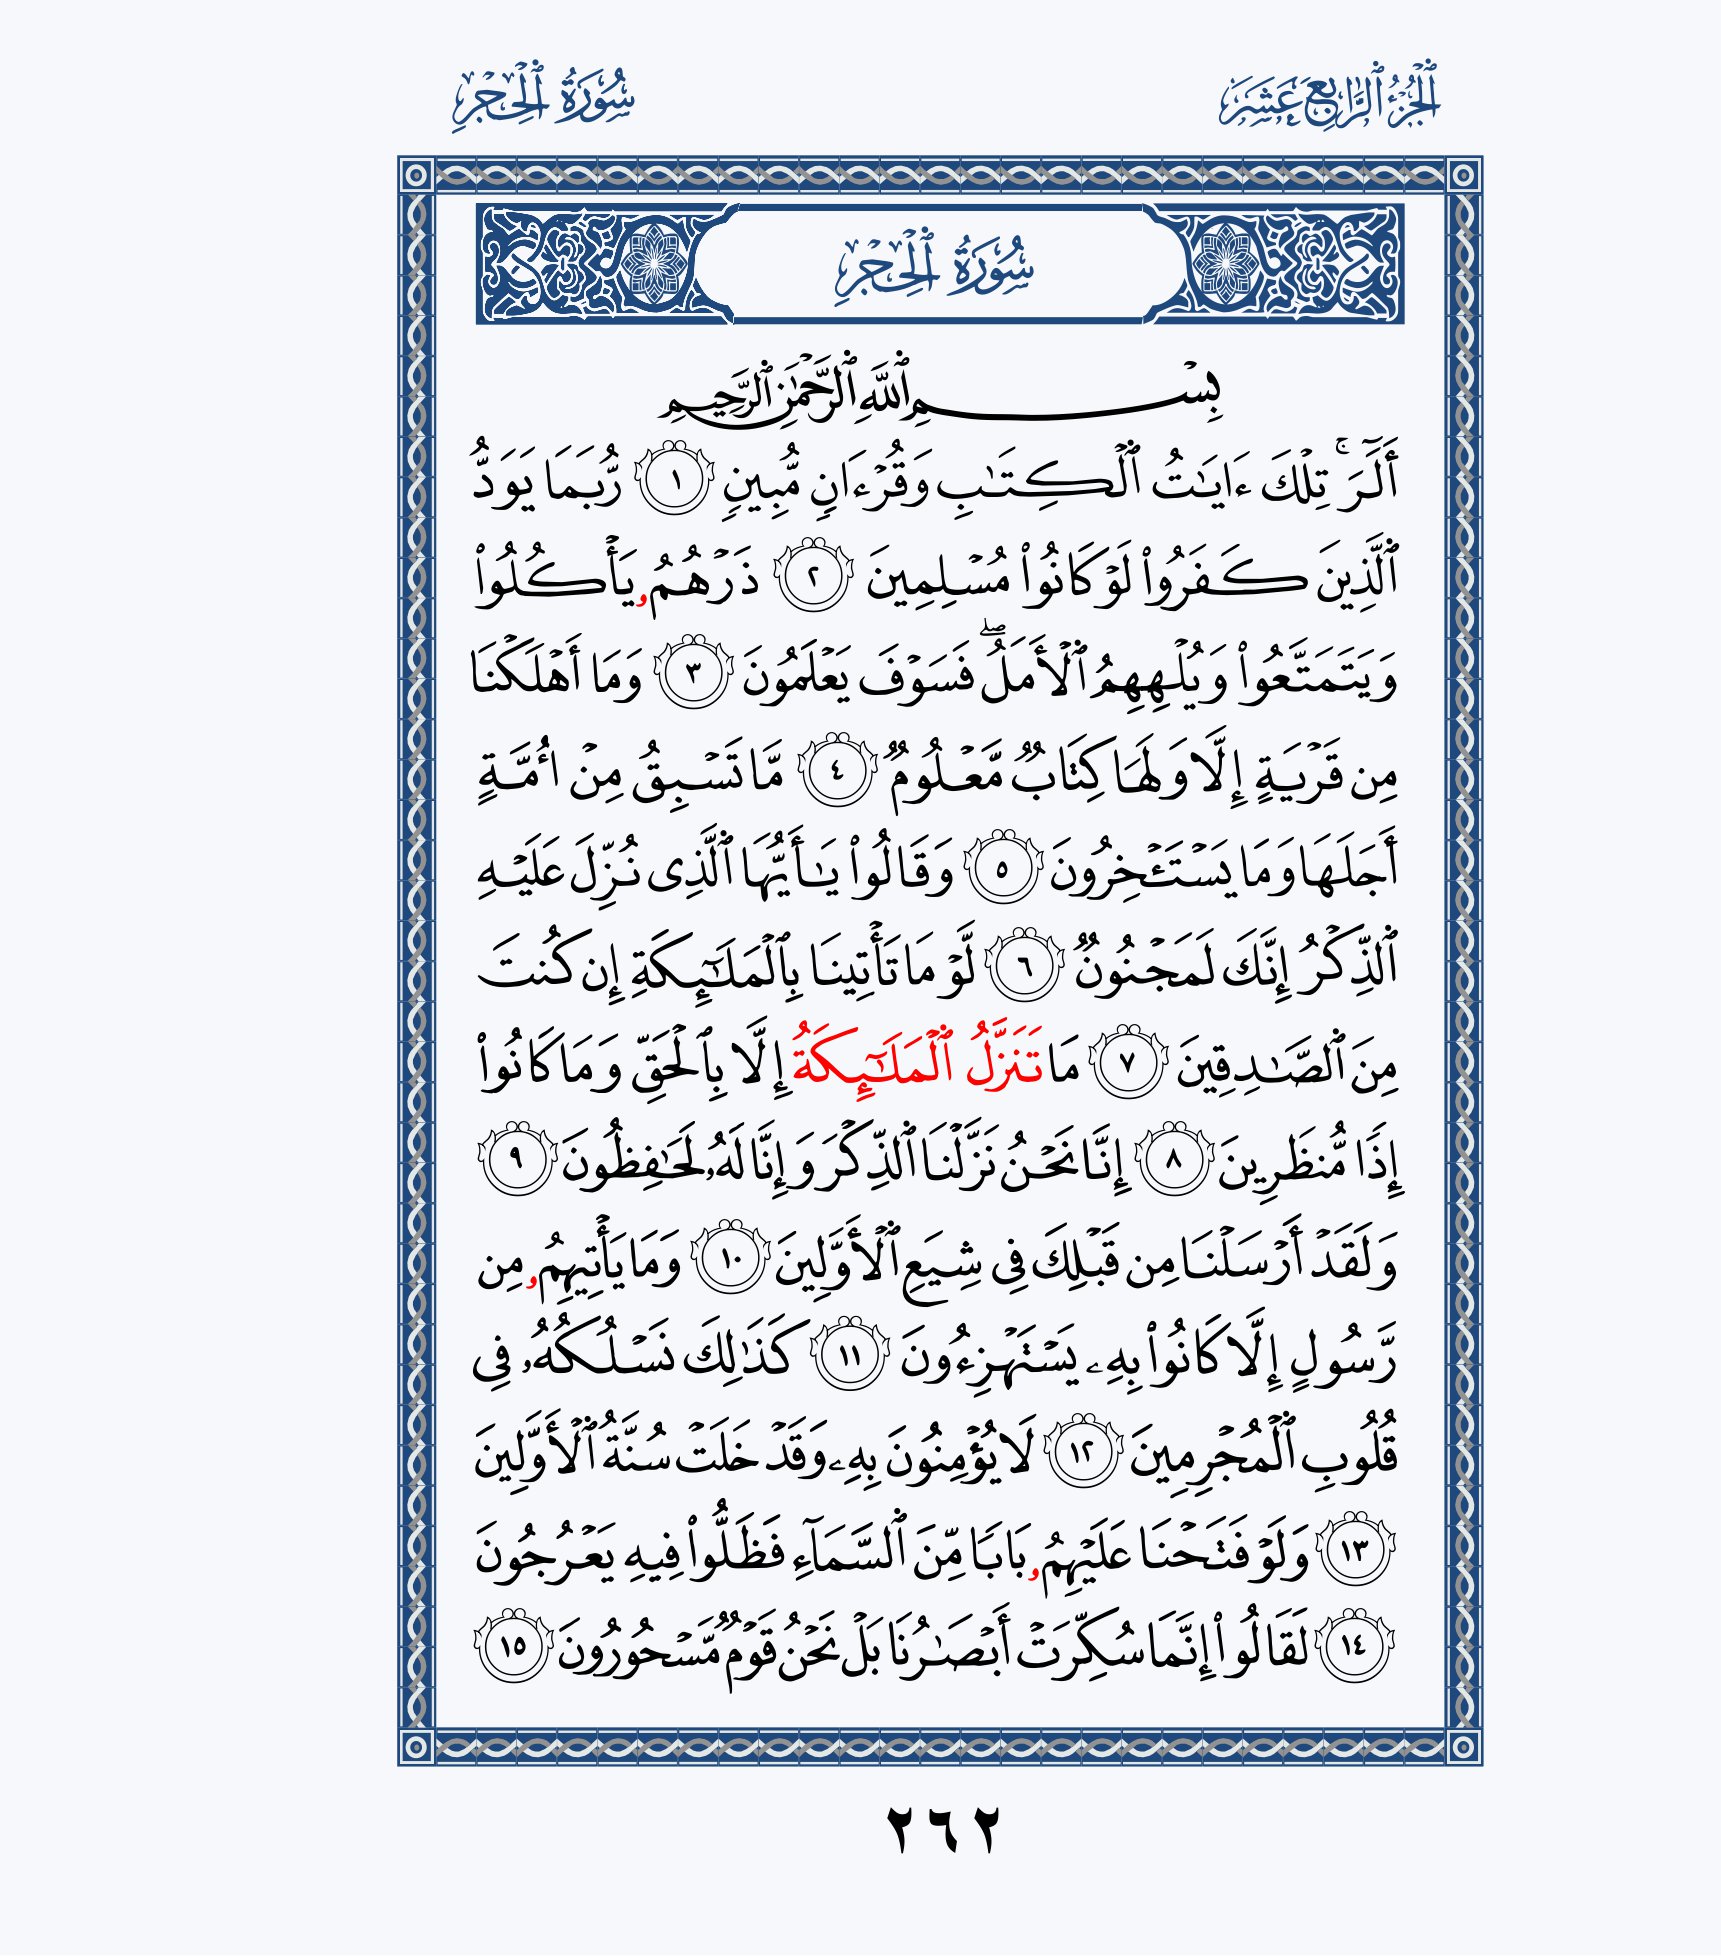 ٱلْجُزْءُ ٱلرَّابِعَ عَشَرَ
سُورَةُ ٱلْحِجْرِ
سُورَةُ ٱلْحِجْرِ
بِسْمِ ٱللَّهِ ٱلرَّحْمَٰنِ ٱلرَّحِيمِ
الٓرَ ۚ تِلْكَ ءَايَٰتُ ٱلْكِتَٰبِ وَقُرْءَانٍ مُّبِينٍ ١ رُّبَمَا يَوَدُّ
ٱلَّذِينَ كَفَرُوا۟ لَوْ كَانُوا۟ مُسْلِمِينَ ٢ ذَرْهُمُۥ يَأْكُلُوا۟
وَيَتَمَتَّعُوا۟ وَيُلْهِهِمُ ٱلْأَمَلُ ۖ فَسَوْفَ يَعْلَمُونَ ٣ وَمَا أَهْلَكْنَا
مِن قَرْيَةٍ إِلَّا وَلَهَا كِتَابٌ مَّعْلُومٌ ٤ مَّا تَسْبِقُ مِنْ أُمَّةٍ
أَجَلَهَا وَمَا يَسْتَـْٔخِرُونَ ٥ وَقَالُوا۟ يَٰأَيُّهَا ٱلَّذِى نُزِّلَ عَلَيْهِ
ٱلذِّكْرُ إِنَّكَ لَمَجْنُونٌ ٦ لَّوْ مَا تَأْتِينَا بِٱلْمَلَٰٓئِكَةِ إِن كُنتَ
مِنَ ٱلصَّٰدِقِينَ ٧ مَا تَنَزَّلُ ٱلْمَلَٰٓئِكَةُ إِلَّا بِٱلْحَقِّ وَمَا كَانُوا۟
إِذًا مُّنظَرِينَ ٨ إِنَّا نَحْنُ نَزَّلْنَا ٱلذِّكْرَ وَإِنَّا لَهُۥ لَحَٰفِظُونَ ٩
وَلَقَدْ أَرْسَلْنَا مِن قَبْلِكَ فِى شِيَعِ ٱلْأَوَّلِينَ ١٠ وَمَا يَأْتِيهِمُۥ مِن
رَّسُولٍ إِلَّا كَانُوا۟ بِهِۦ يَسْتَهْزِءُونَ ١١ كَذَٰلِكَ نَسْلُكُهُۥ فِى
قُلُوبِ ٱلْمُجْرِمِينَ ١٢ لَا يُؤْمِنُونَ بِهِۦ وَقَدْ خَلَتْ سُنَّةُ ٱلْأَوَّلِينَ
١٣ وَلَوْ فَتَحْنَا عَلَيْهِمُۥ بَابًا مِّنَ ٱلسَّمَآءِ فَظَلُّوا۟ فِيهِ يَعْرُجُونَ
١٤ لَقَالُوا۟ إِنَّمَا سُكِّرَتْ أَبْصَٰرُنَا بَلْ نَحْنُ قَوْمٌ مَّسْحُورُونَ ١٥
٢٦٢